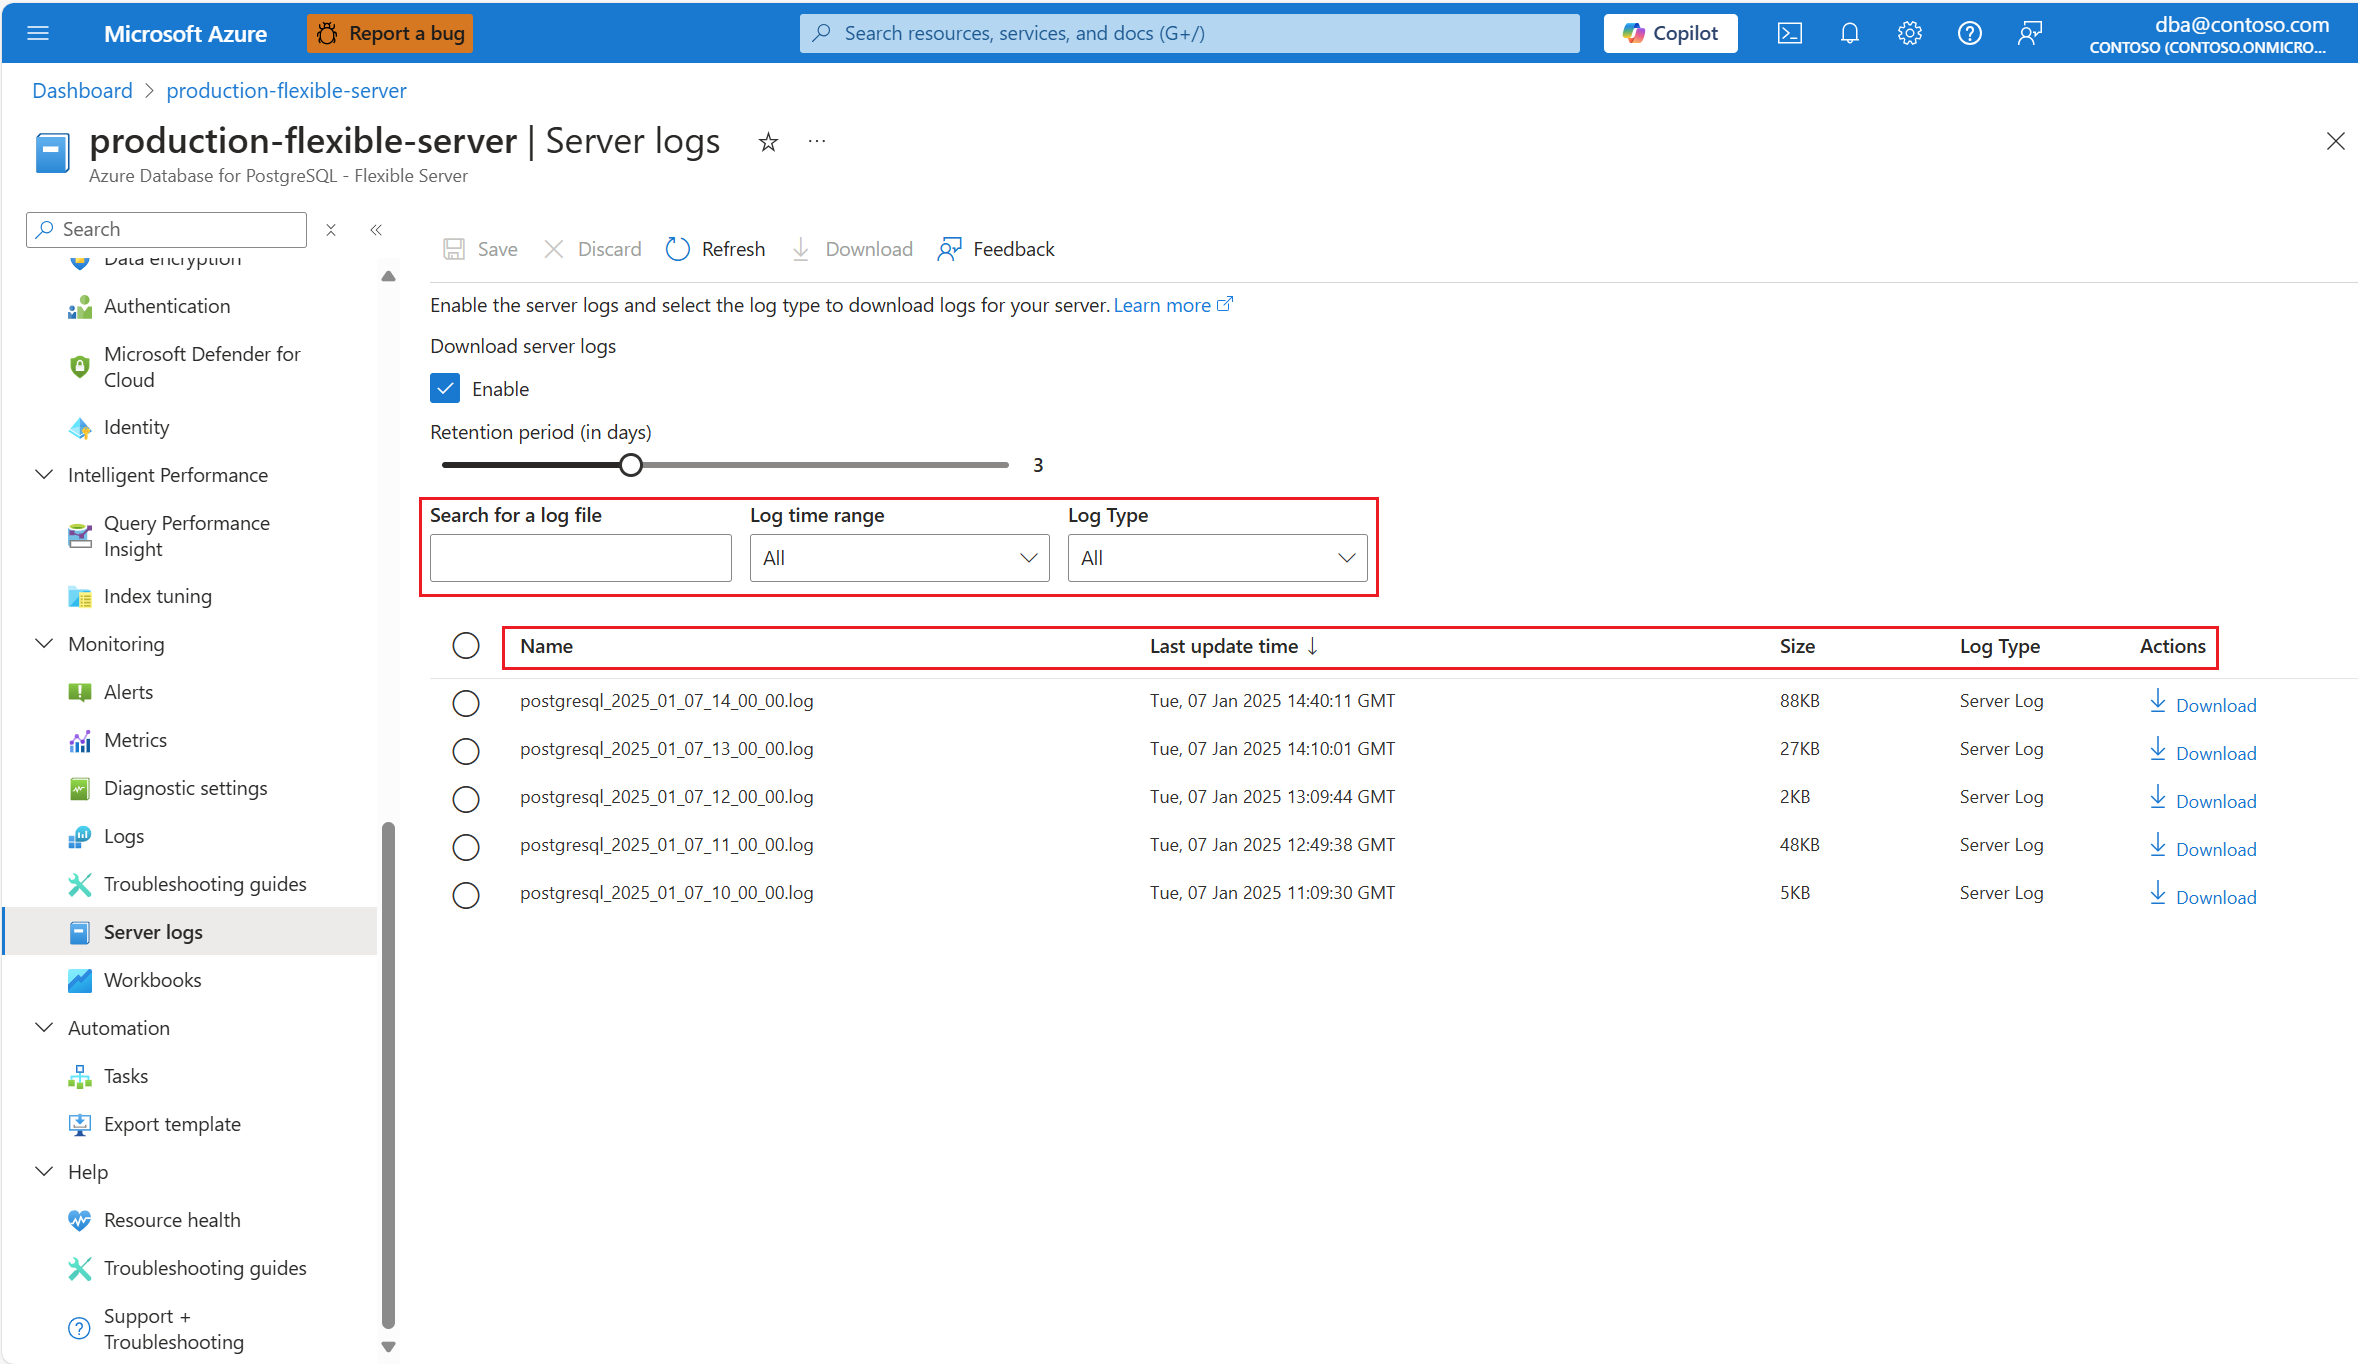 Microsoft Azure
Report a bug
Search resources, services, and docs (G+/)
Copilot
dba@contoso.com
CONTOSO (CONTOSO.ONMICRO...
Dashboard > production-flexible-server
production-flexible-server | Server logs
Azure Database for PostgreSQL - Flexible Server
Search
Data encryption
Authentication
Microsoft Defender for
Cloud
Identity
Intelligent Performance
Query Performance
Insight
Index tuning
Monitoring
Alerts
Metrics
Diagnostic settings
Logs
Troubleshooting guides
Server logs
Workbooks
Automation
Tasks
Export template
Help
Resource health
Troubleshooting guides
Support +
Troubleshooting
Save Discard Refresh Download Feedback
Enable the server logs and select the log type to download logs for your server. Learn more
Download server logs
Enable
Retention period (in days)
3
Search for a log file Log time range Log Type
All All
Name Last update time ↓ Size Log Type Actions
postgresql_2025_01_07_14_00_00.log Tue, 07 Jan 2025 14:40:11 GMT 88KB Server Log Download
postgresql_2025_01_07_13_00_00.log Tue, 07 Jan 2025 14:10:01 GMT 27KB Server Log Download
postgresql_2025_01_07_12_00_00.log Tue, 07 Jan 2025 13:09:44 GMT 2KB Server Log Download
postgresql_2025_01_07_11_00_00.log Tue, 07 Jan 2025 12:49:38 GMT 48KB Server Log Download
postgresql_2025_01_07_10_00_00.log Tue, 07 Jan 2025 11:09:30 GMT 5KB Server Log Download